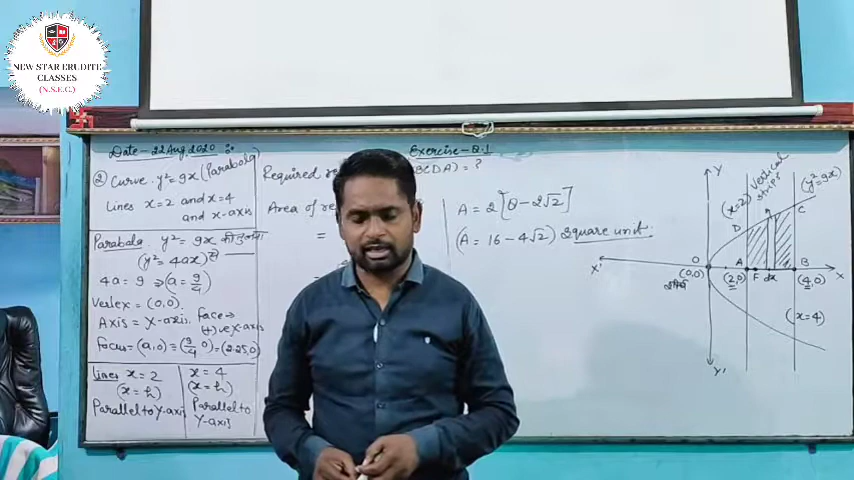 NEW STAR ERUDITE
CLASSES
(N.S.E.C.)
Date - 22 Aug, 2020
Exercise - 8.1
② Curve y² = 9x (Parabola)
Lines x = 2 and x = 4
and x-axis
Parabola y² = 9x की तुलना
(y² = 4ax) से
4a = 9 ⇒ (a = 9/4)
Vertex = (0,0)
Axis = X-axis. Face →
(+)ve X-axis
Focus = (a,0) = (9/4, 0) = (2.25,0)
Lines x = 2
(x = h)
Parallel to Y-axis
x = 4
(x = h)
Parallel to
Y-axis
Required
BCDA) = ?
Area of
=
A = 2[8 - 2√2]
(A = 16 - 4√2) Square unit.
Y
Vertical
strips
(y² = 9x)
(x = 2)
D
C
X'
O
A
B
X
(0,0)
(2,0)
F
dx
(4,0)
शीर्ष
(x = 4)
Y'